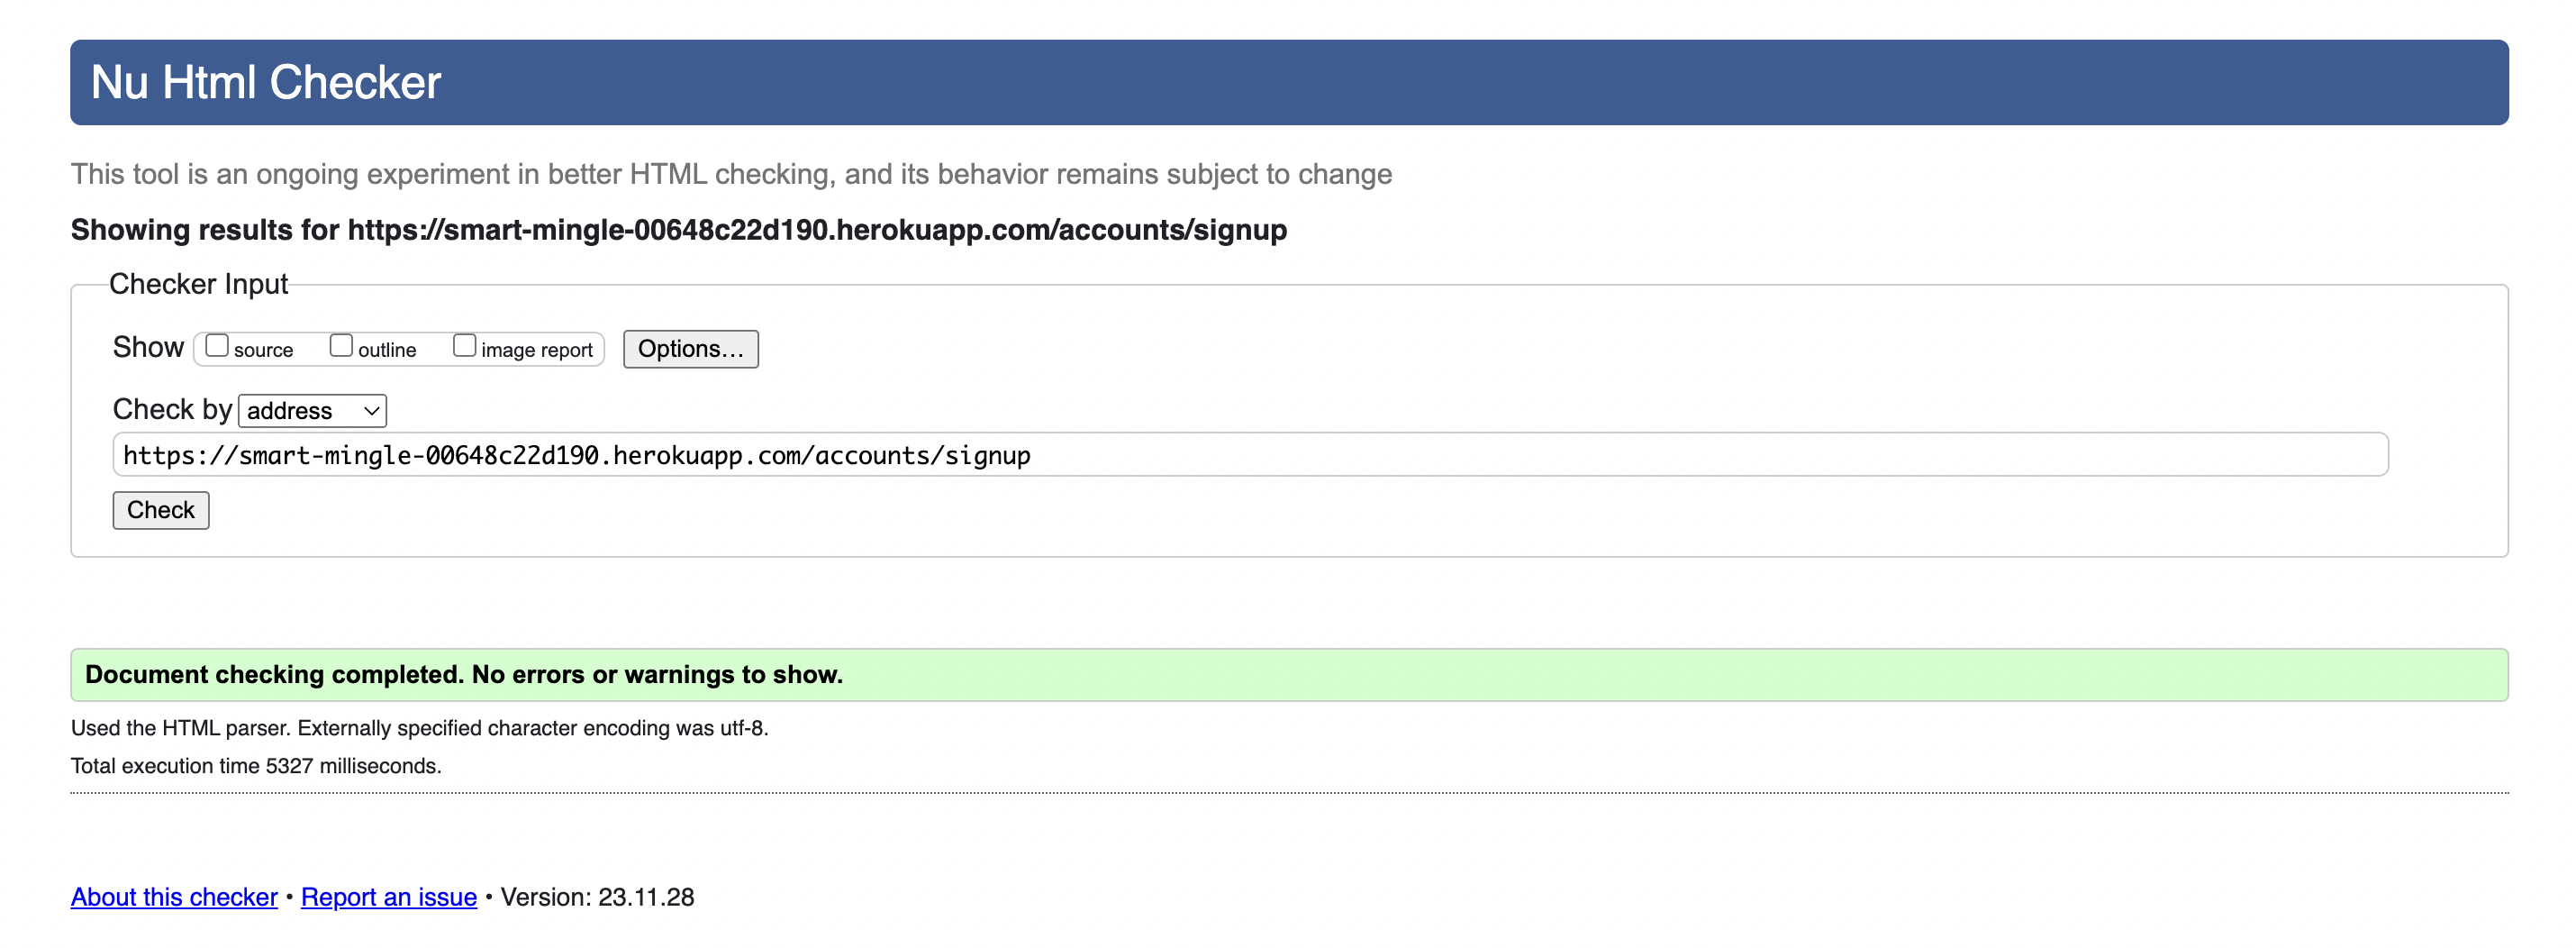 Nu Html Checker
This tool is an ongoing experiment in better HTML checking, and its behavior remains subject to change
Showing results for https://smart-mingle-00648c22d190.herokuapp.com/accounts/signup
Checker Input
Show source outline image report Options...
Check by address
https://smart-mingle-00648c22d190.herokuapp.com/accounts/signup
Check
Document checking completed. No errors or warnings to show.
Used the HTML parser. Externally specified character encoding was utf-8.
Total execution time 5327 milliseconds.
About this checker • Report an issue • Version: 23.11.28